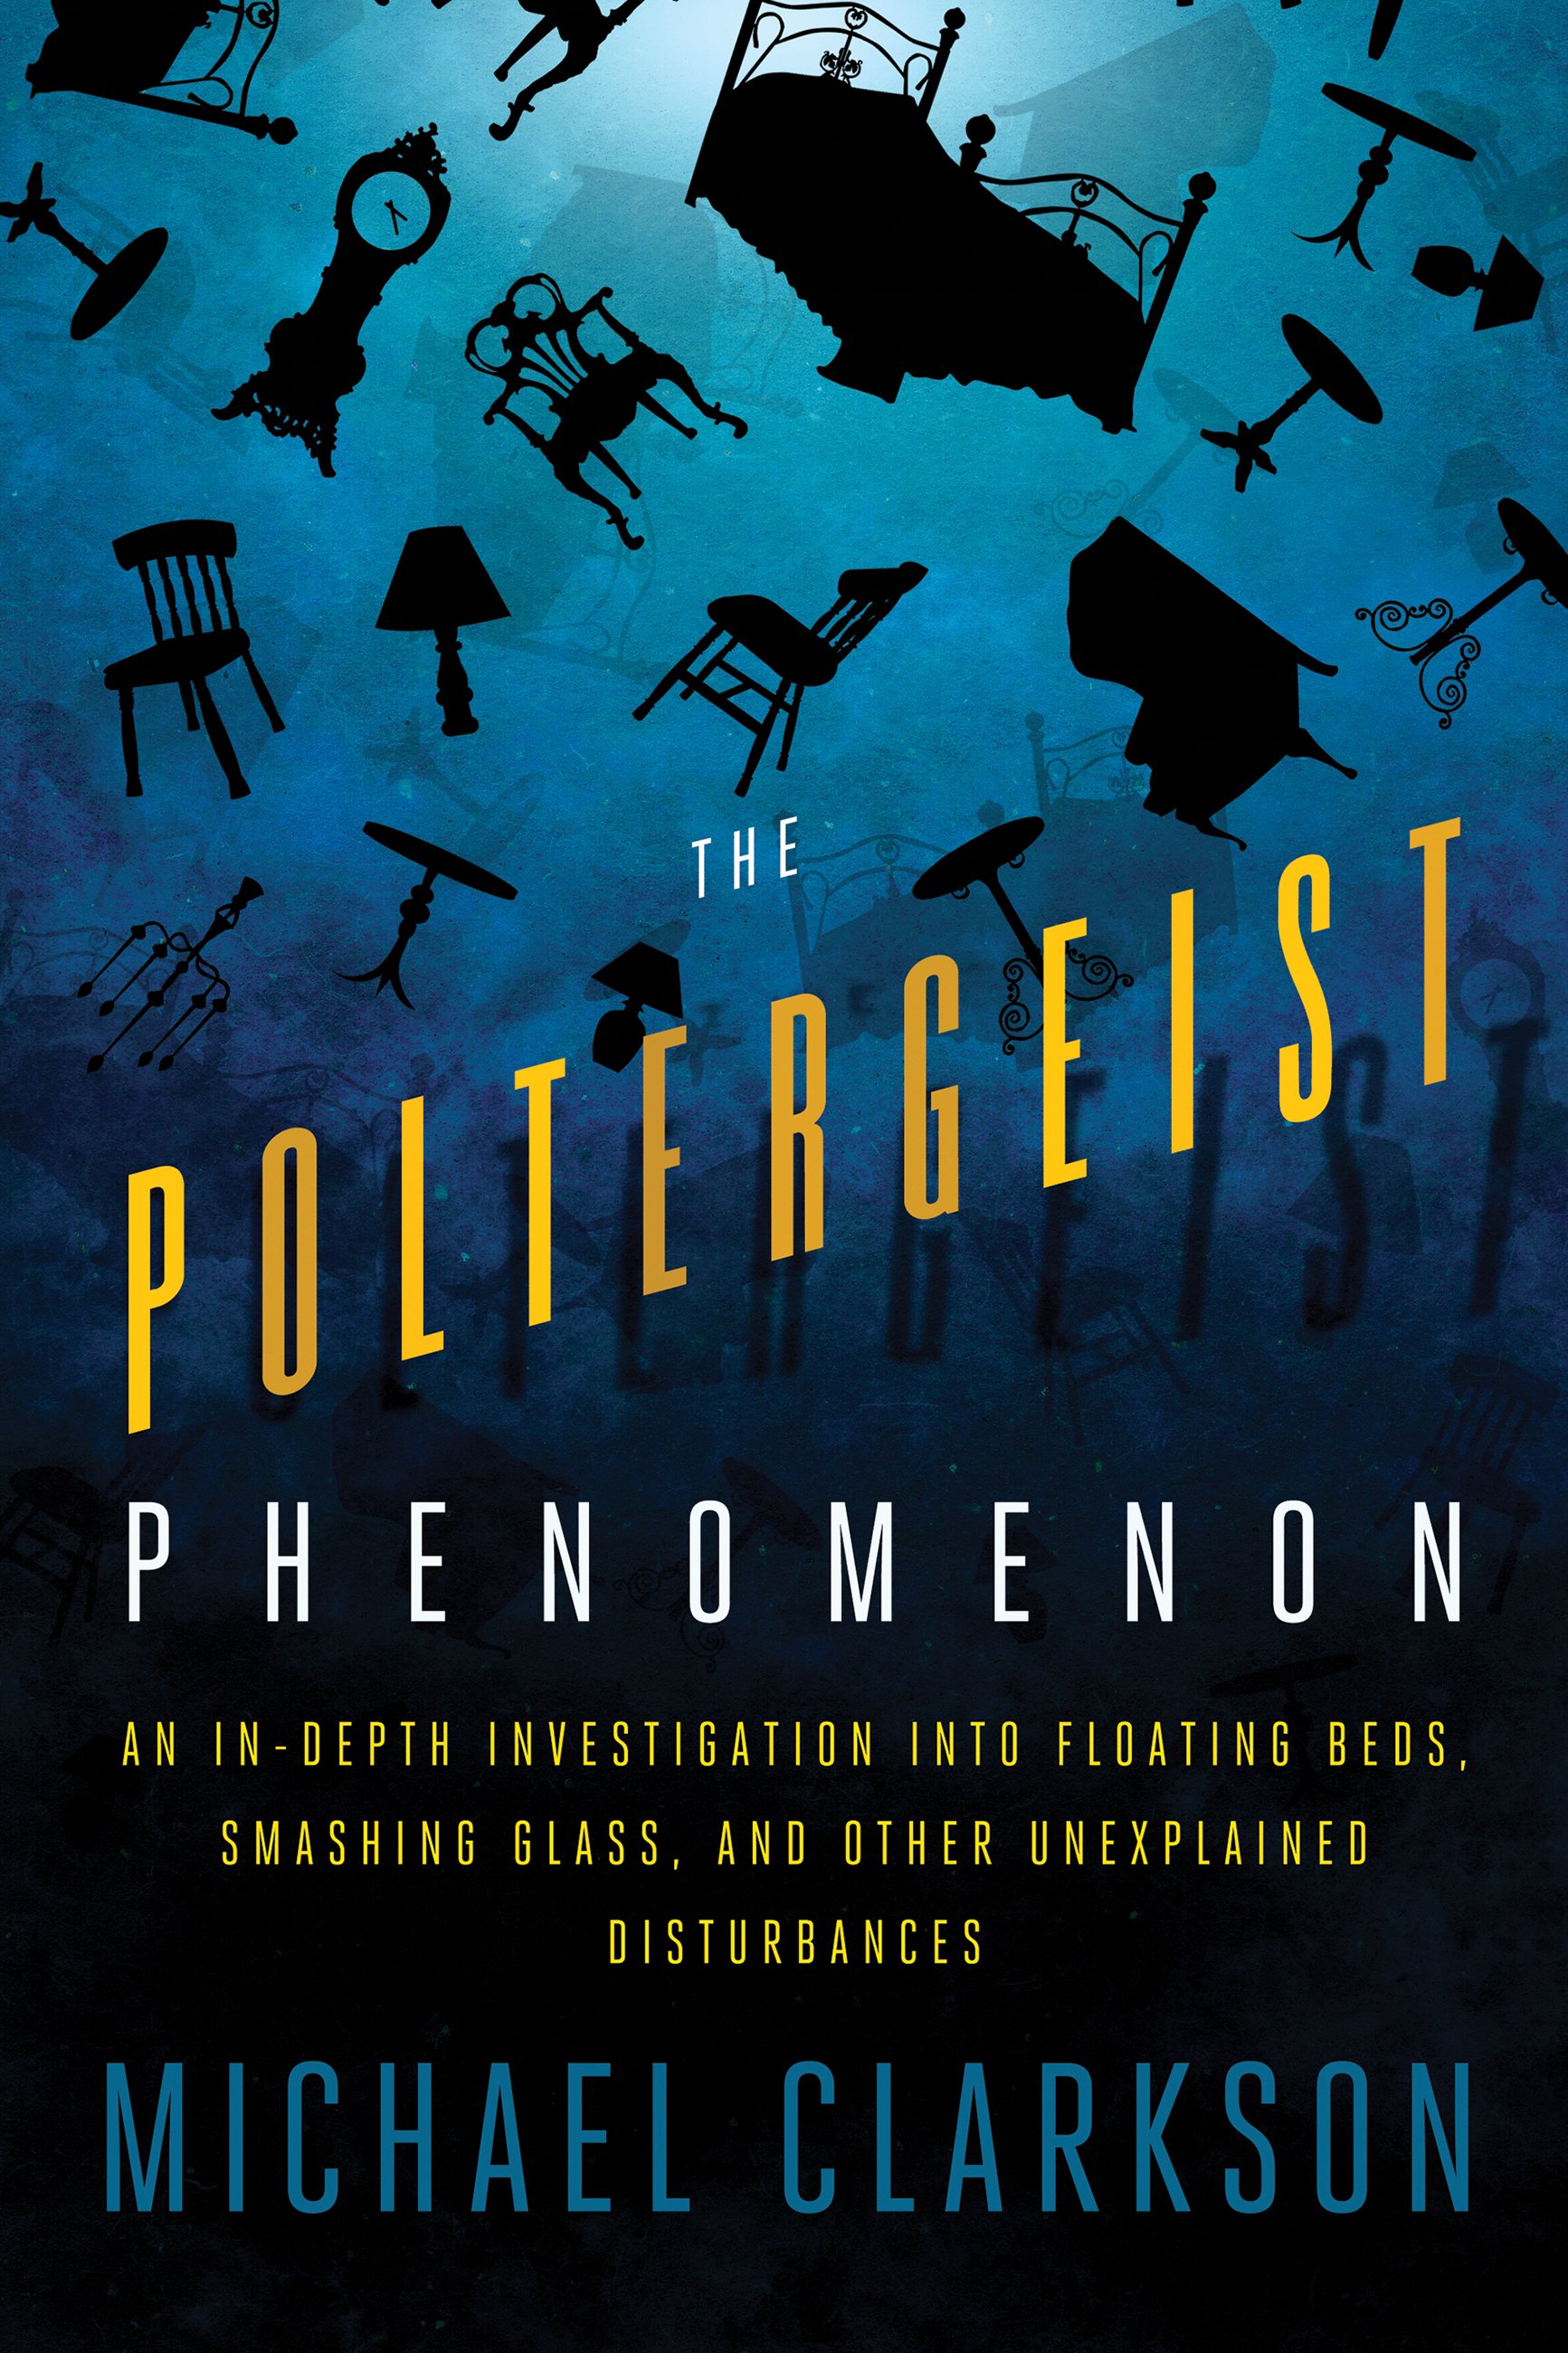 THE
POLTERGEIST
PHENOMENON
AN IN-DEPTH INVESTIGATION INTO FLOATING BEDS,
SMASHING GLASS, AND OTHER UNEXPLAINED
DISTURBANCES
MICHAEL CLARKSON